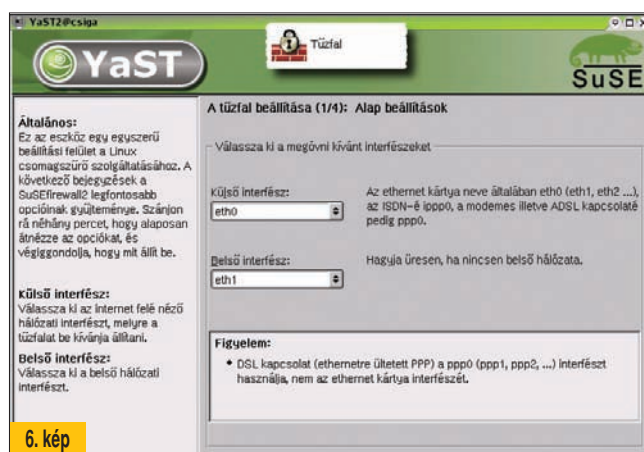 YaST2@csiga
YaST
Tűzfal
SuSE
Általános:
Ez az eszköz egy egyszerű
beállítási felület a Linux
csomagszűrő szolgáltatásához. A
következő bejegyzések a
SuSEfirewall2 legfontosabb
opcióinak gyűjteménye. Szánjon
rá néhány percet, hogy alaposan
átnézze az opciókat, és
végiggondolja, hogy mit állít be.
Külső interfész:
Válassza ki az internet felé néző
hálózati interfészt, melyre a
tűzfalat be kívánja állítani.
Belső interfész:
Válassza ki a belső hálózati
interfészt.
A tűzfal beállítása (1/4): Alap beállítások
Válassza ki a megóvni kívánt interfészeket
Külső interfész:
eth0
Az ethernet kártya neve általában eth0 (eth1, eth2 ...),
az ISDN-é ippp0, a modemes illetve ADSL kapcsolaté
pedig ppp0.
Belső interfész:
eth1
Hagyja üresen, ha nincsen belső hálózata.
Figyelem:
DSL kapcsolat (ethernetre ültetett PPP) a ppp0 (ppp1, ppp2, ...) interfészt
használja, nem az ethernet kártya interfészét.
6. kép